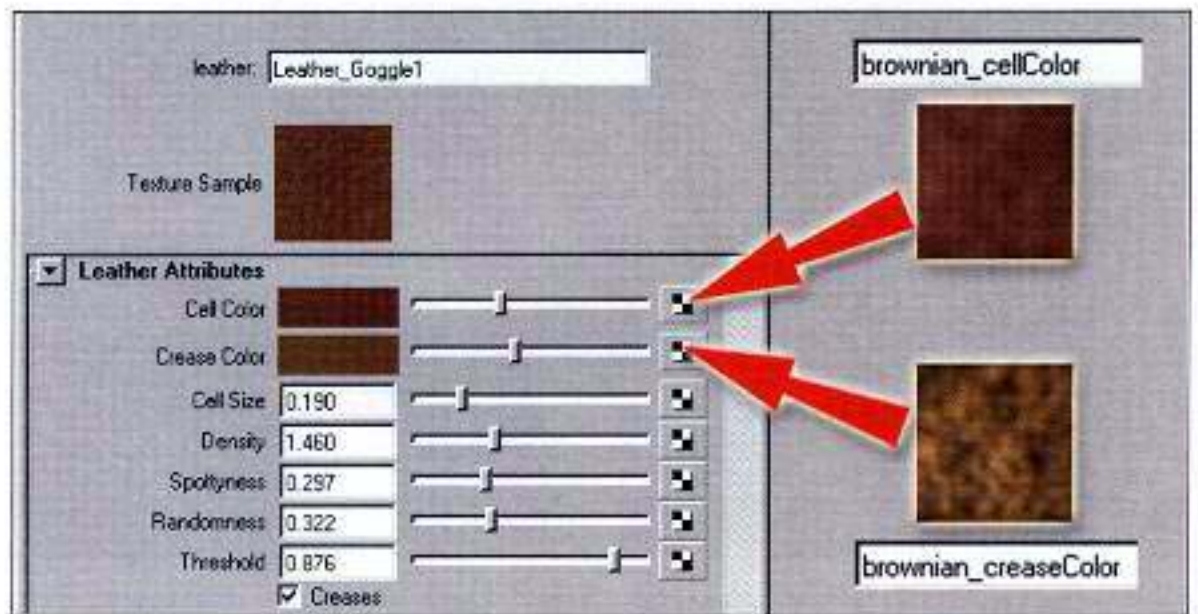 leather: Leather_Goggle1
Texture Sample
Leather Attributes
Cell Color
Crease Color
Cell Size 0.190
Density 1.460
Spottyness 0.297
Randomness 0.322
Threshold 0.876
Creases
brownian_cellColor
brownian_creaseColor